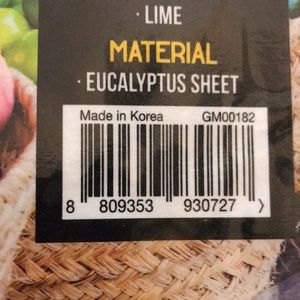 · LIME
MATERIAL
· EUCALYPTUS SHEET
Made in Korea GM00182
8 809353 930727 >